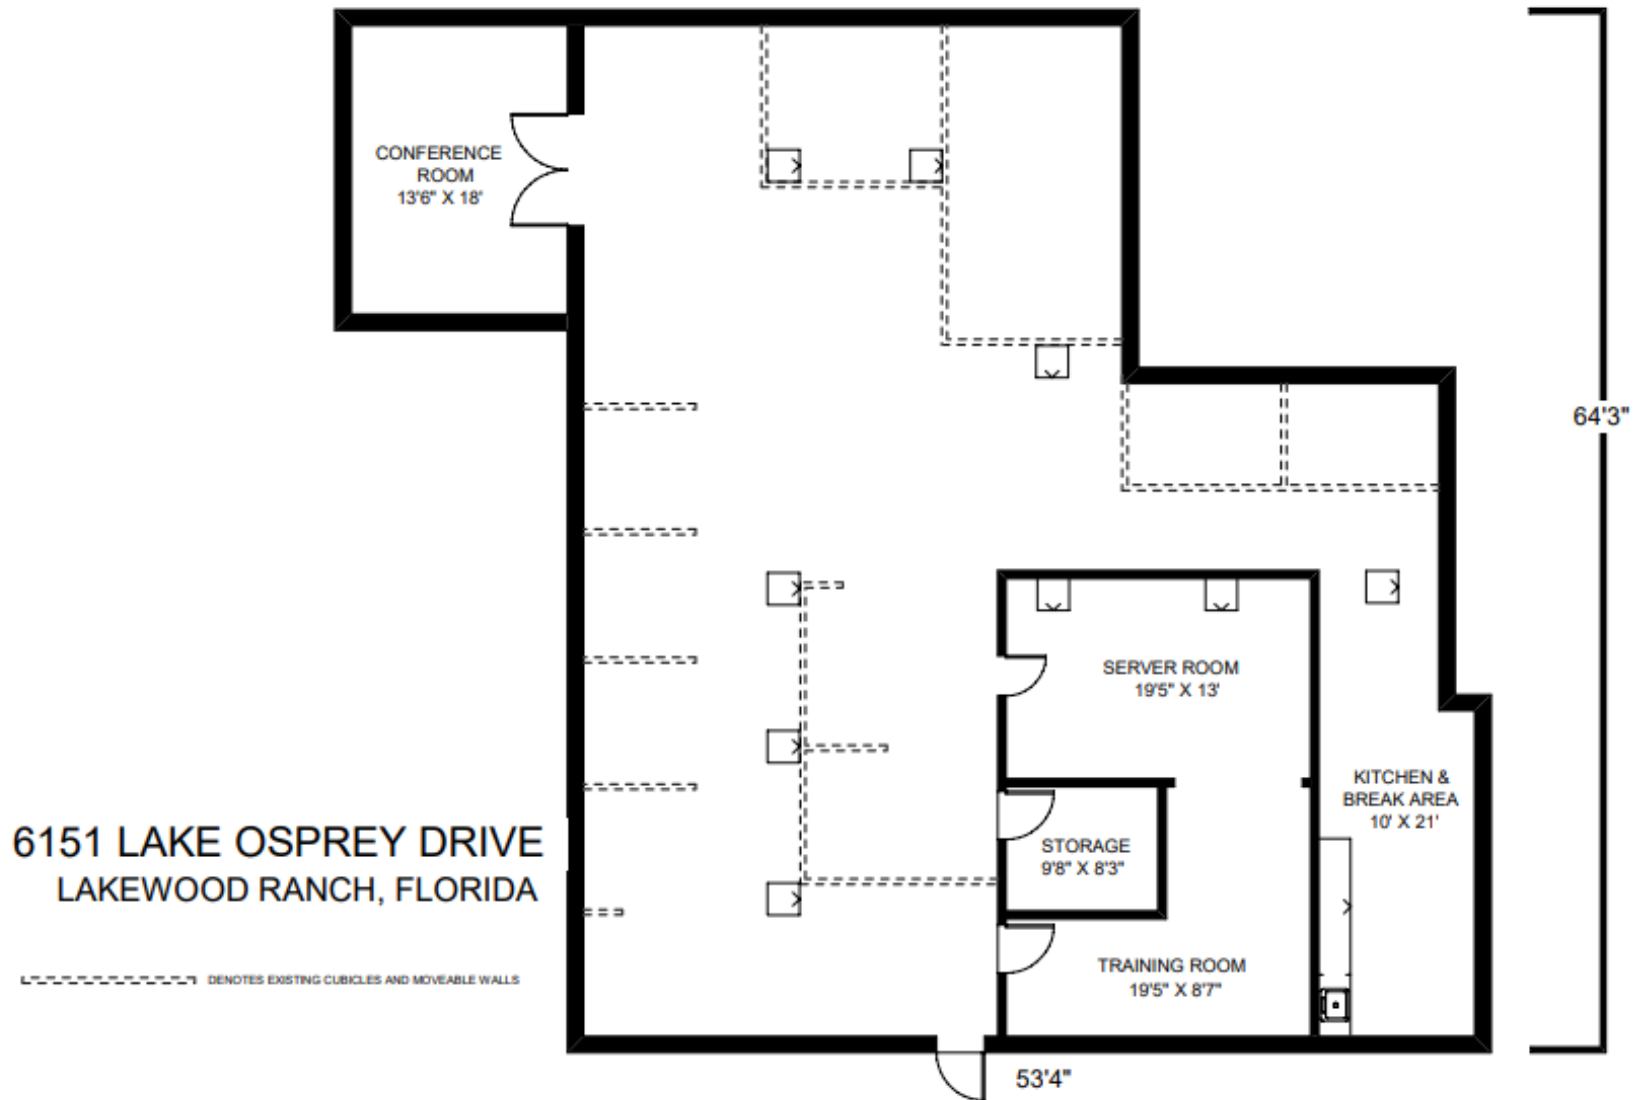 CONFERENCE
ROOM
13'6" X 18'
64'3"
SERVER ROOM
19'5" X 13'
KITCHEN &
BREAK AREA
10' X 21'
6151 LAKE OSPREY DRIVE
LAKEWOOD RANCH, FLORIDA
STORAGE
9'8" X 8'3"
DENOTES EXISTING CUBICLES AND MOVEABLE WALLS
TRAINING ROOM
19'5" X 8'7"
53'4"